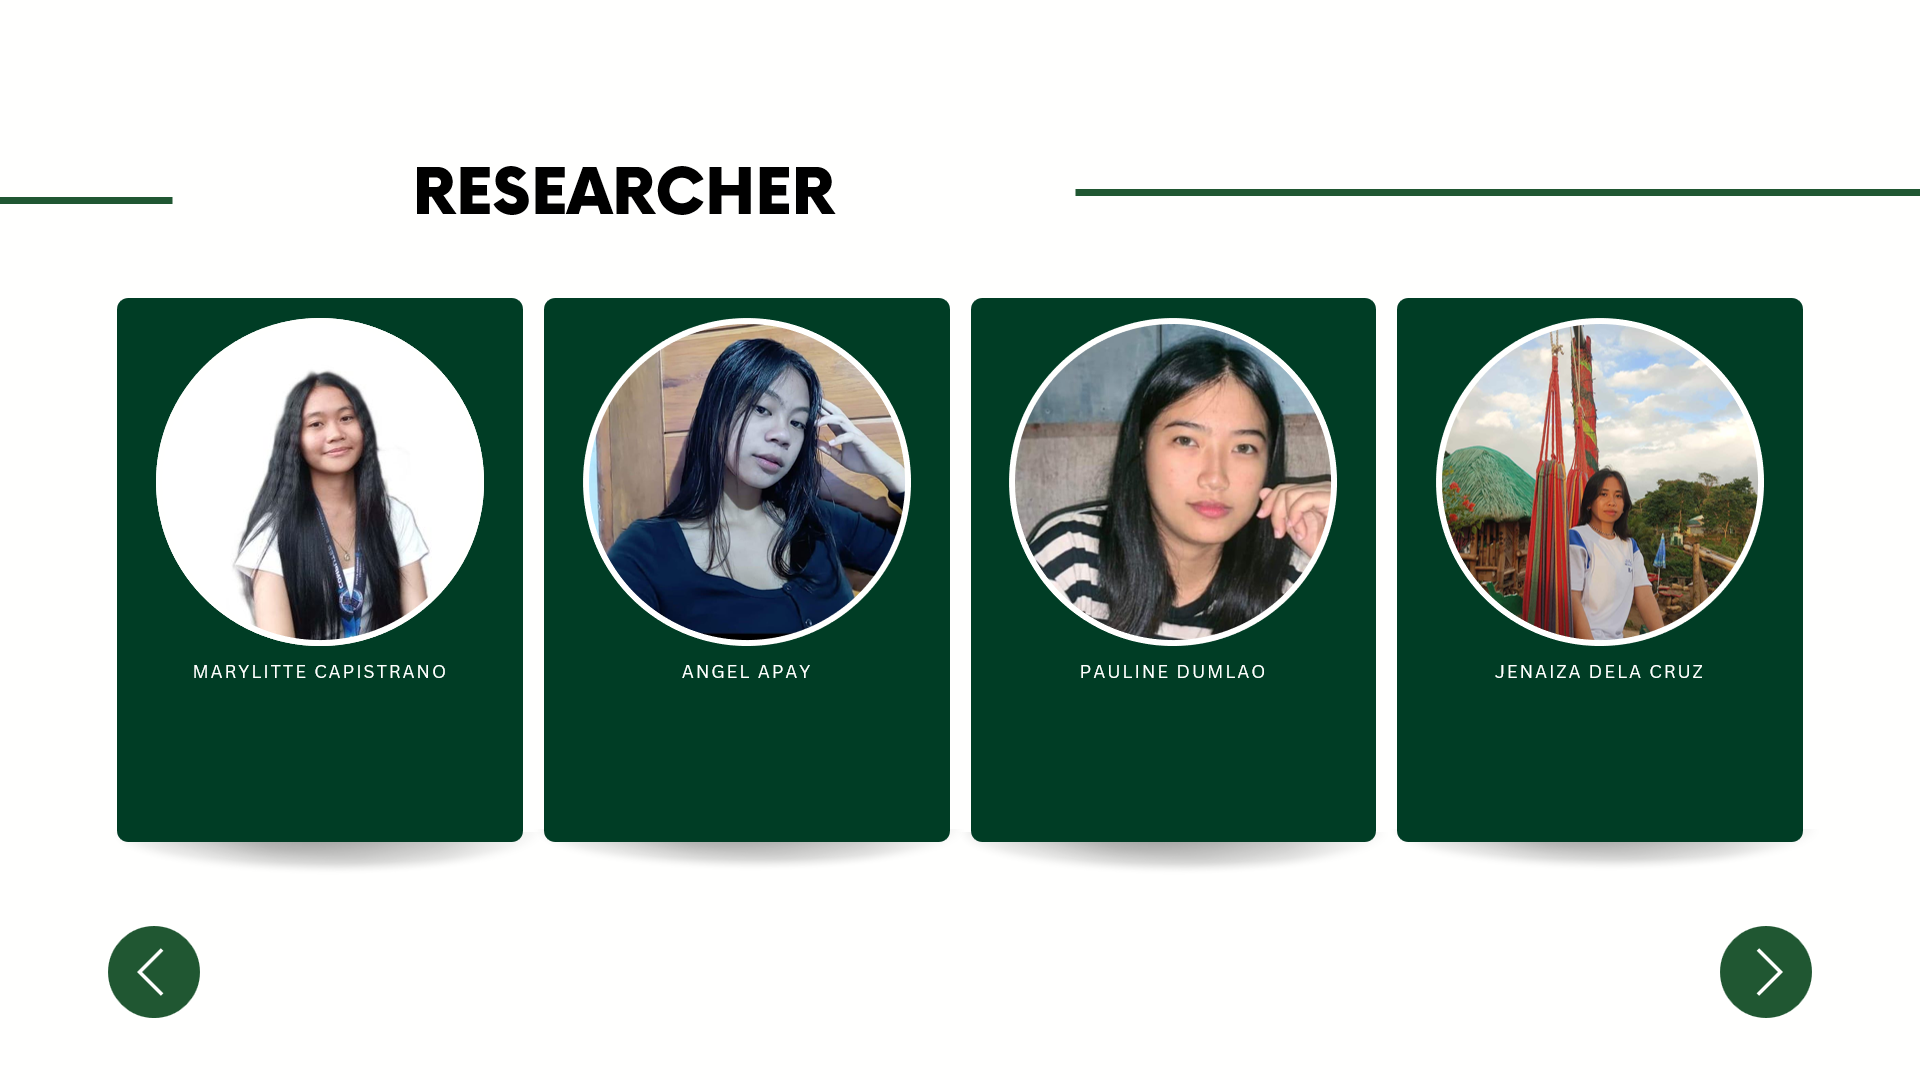 RESEARCHER
MARYLITTE CAPISTRANO
ANGEL APAY
PAULINE DUMLAO
JENAIZA DELA CRUZ